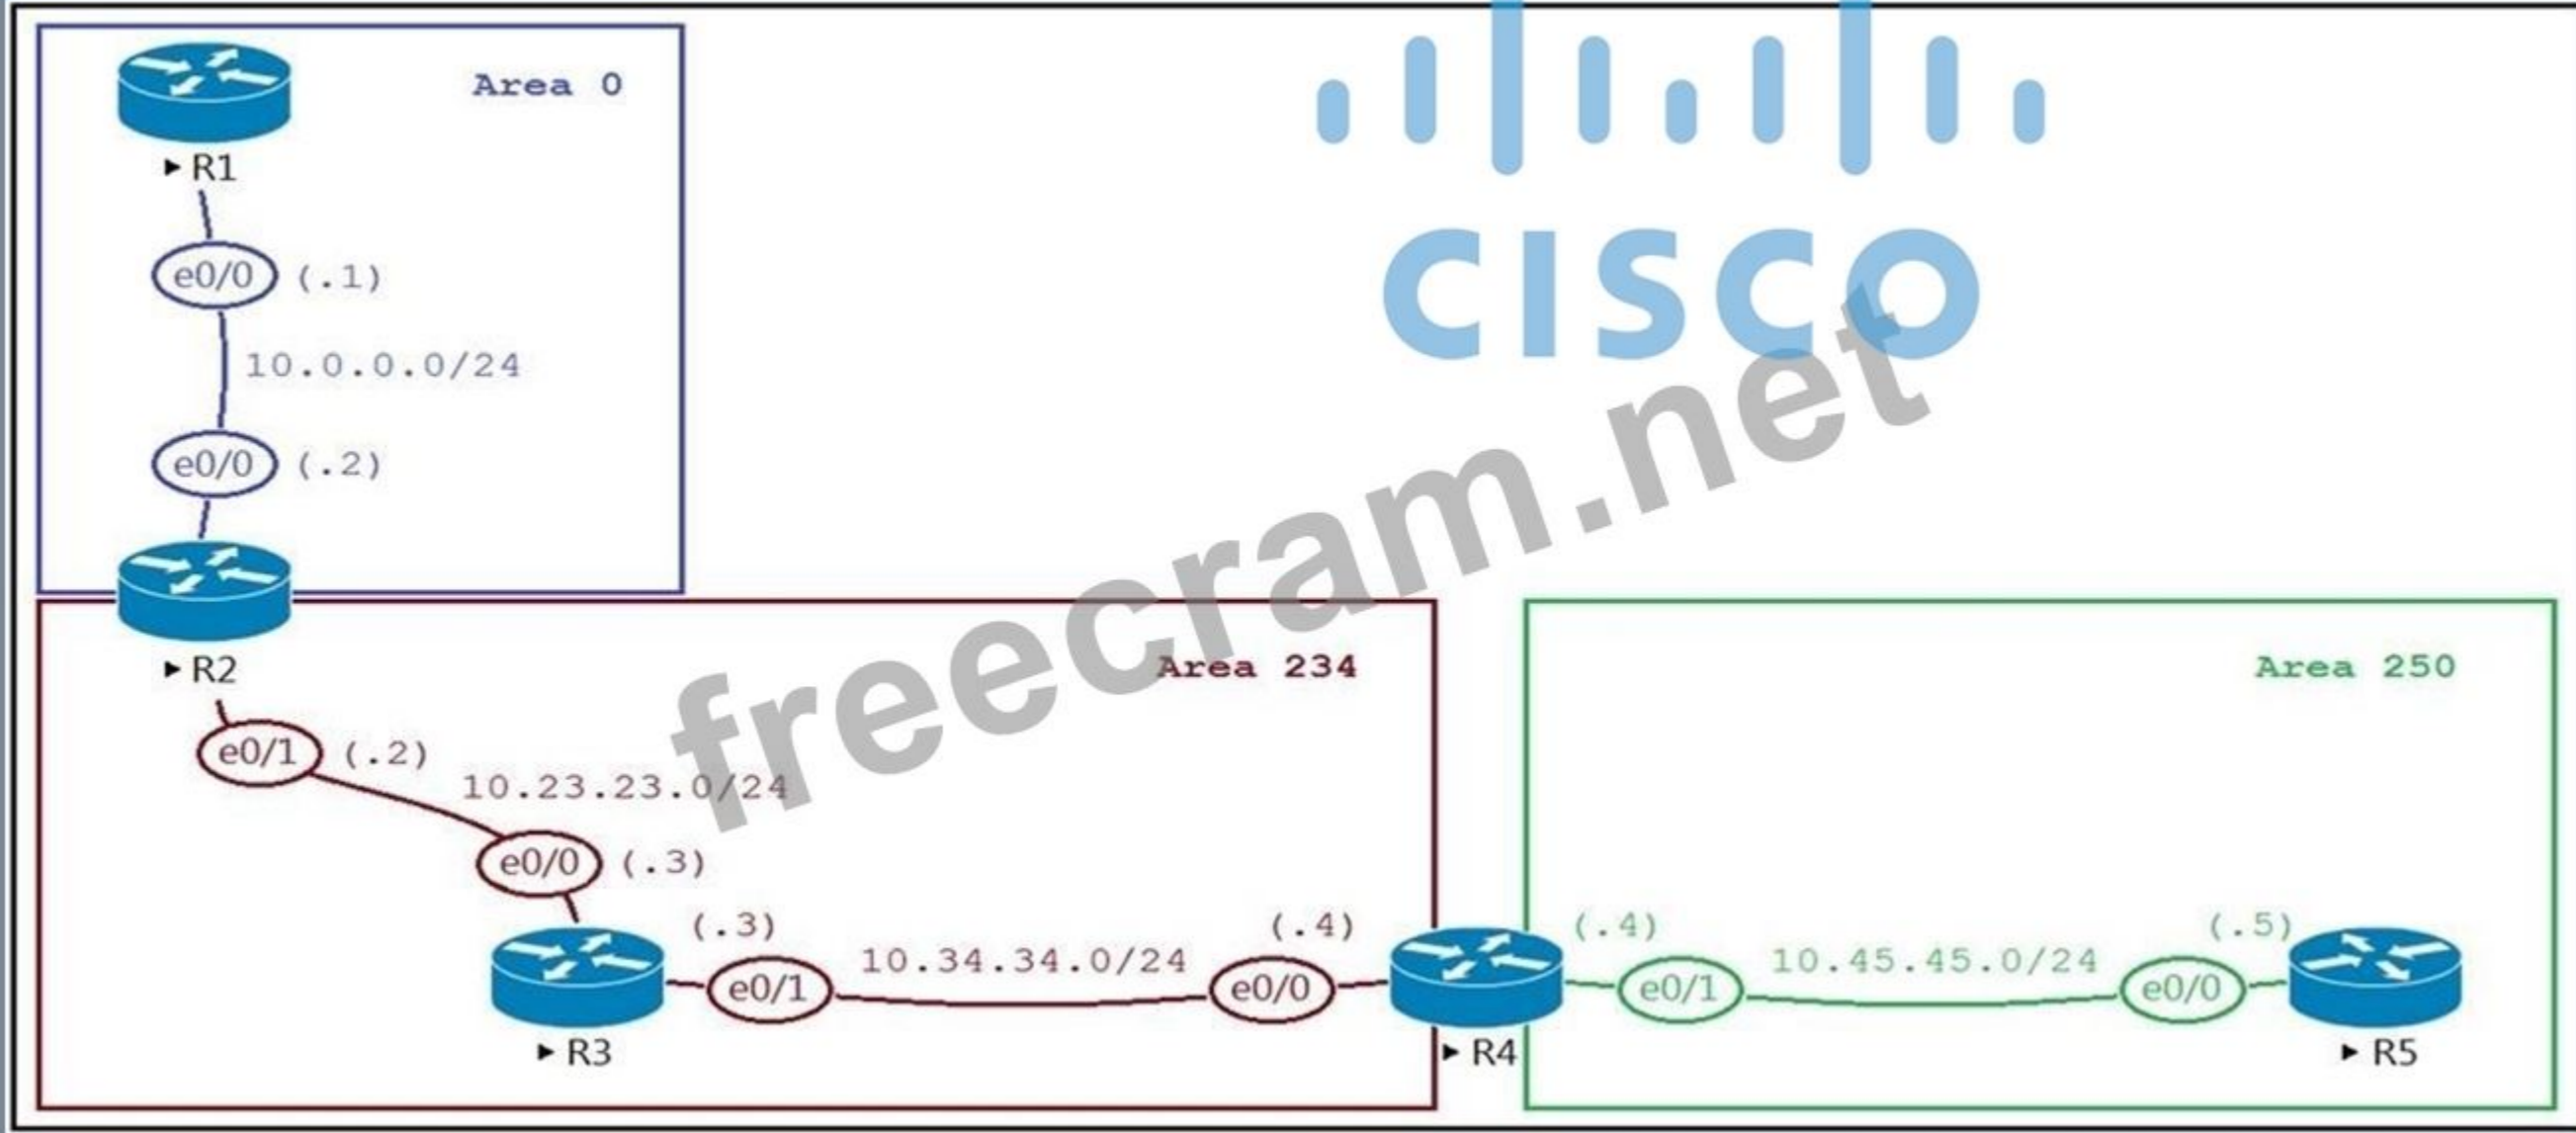 Area 0
CISCO
▸ R1
e0/0 (.1)
10.0.0.0/24
e0/0 (.2)
freecram.net
▸ R2
Area 234
Area 250
e0/1 (.2)
10.23.23.0/24
e0/0 (.3)
(.3)
(.4)
(.4)
(.5)
10.34.34.0/24
10.45.45.0/24
e0/1
e0/0
e0/1
e0/0
▸ R3
▸ R4
▸ R5